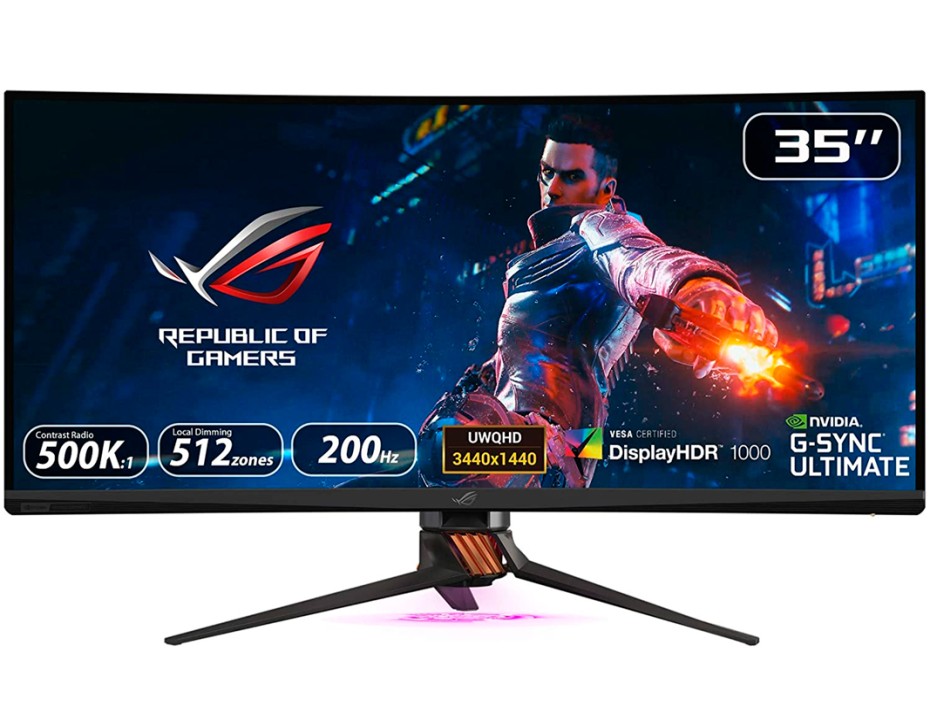 35’’
REPUBLIC OF
GAMERS
Contrast Radio
500K:1
Local Dimming
512zones
200Hz
UWQHD
3440x1440
VESA CERTIFIED
DisplayHDR™ 1000
NVIDIA.
G-SYNC
ULTIMATE